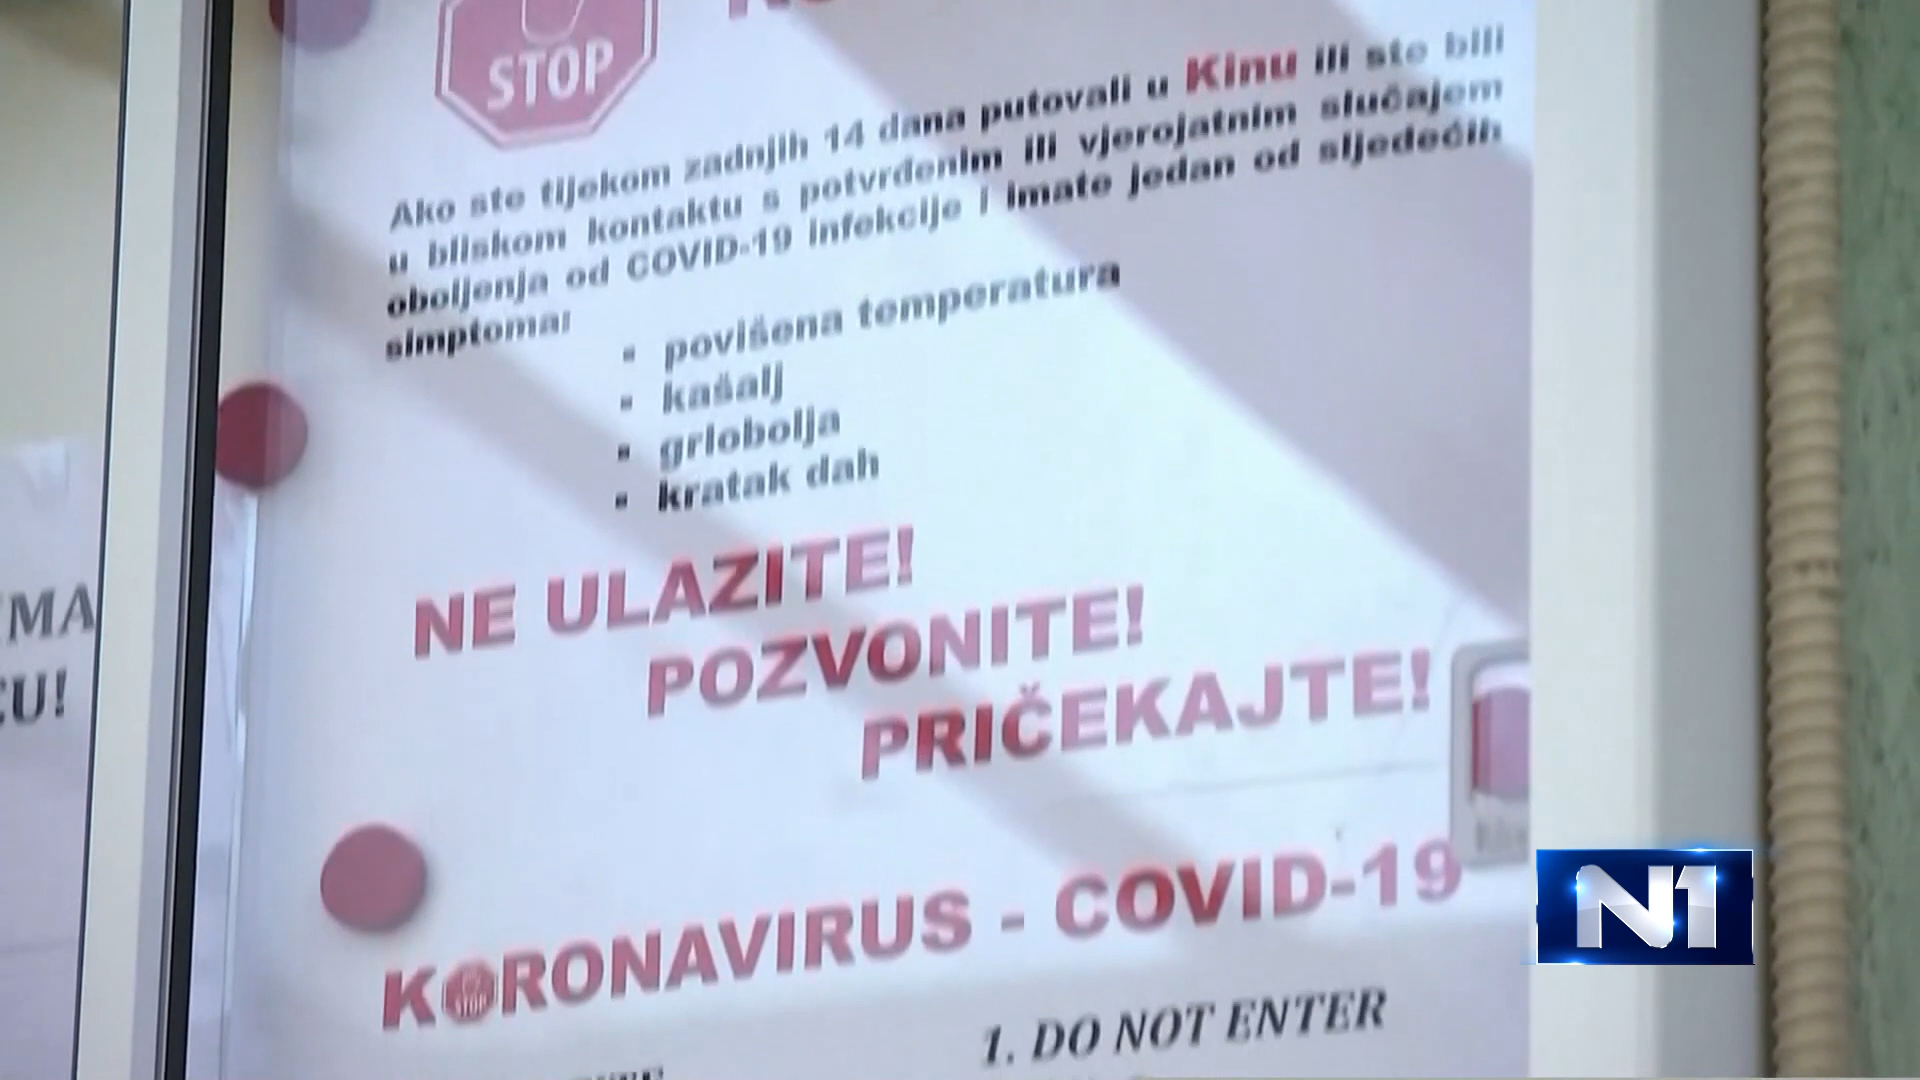 STOP
Ako ste tijekom zadnjih 14 dana putovali u Kinu ili ste bili
u bliskom kontaktu s potvrđenim ili vjerojatnim slučajem
oboljenja od COVID-19 infekcije i imate jedan od sljedećih
simptoma:
▪ povišena temperatura
▪ kašalj
▪ grlobolja
▪ kratak dah
NE ULAZITE!
POZVONITE!
PRIČEKAJTE!
KORONAVIRUS - COVID-19
STOP
1. DO NOT ENTER
MA
U!
N1